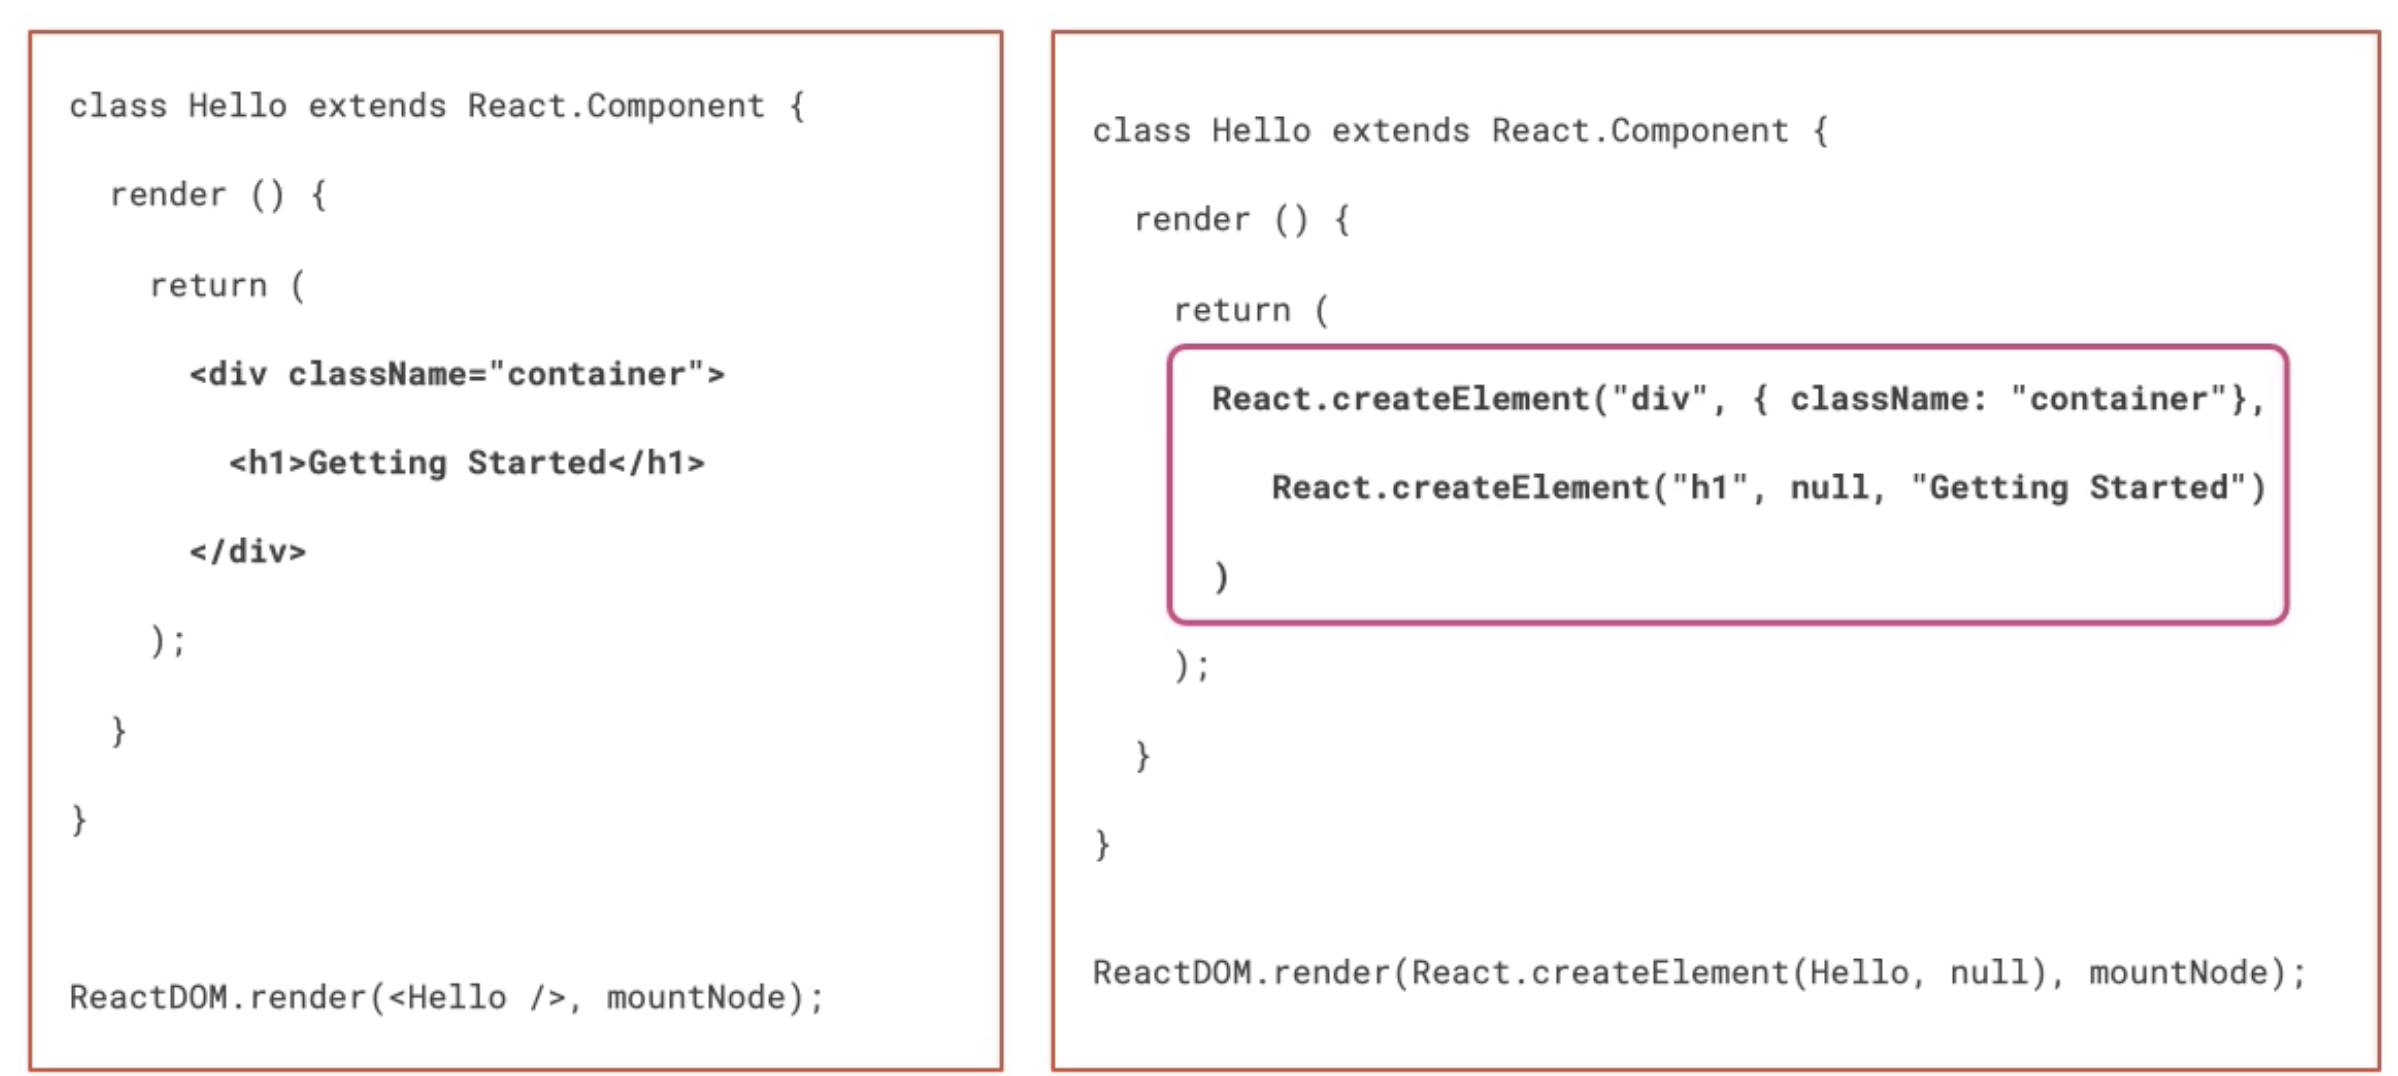 class Hello extends React.Component {
render () {
return (
<div className="container">
<h1>Getting Started</h1>
</div>
);
}
}
ReactDOM.render(<Hello />, mountNode);
class Hello extends React.Component {
render () {
return (
React.createElement("div", { className: "container"},
React.createElement("h1", null, "Getting Started")
)
);
}
}
ReactDOM.render(React.createElement(Hello, null), mountNode);